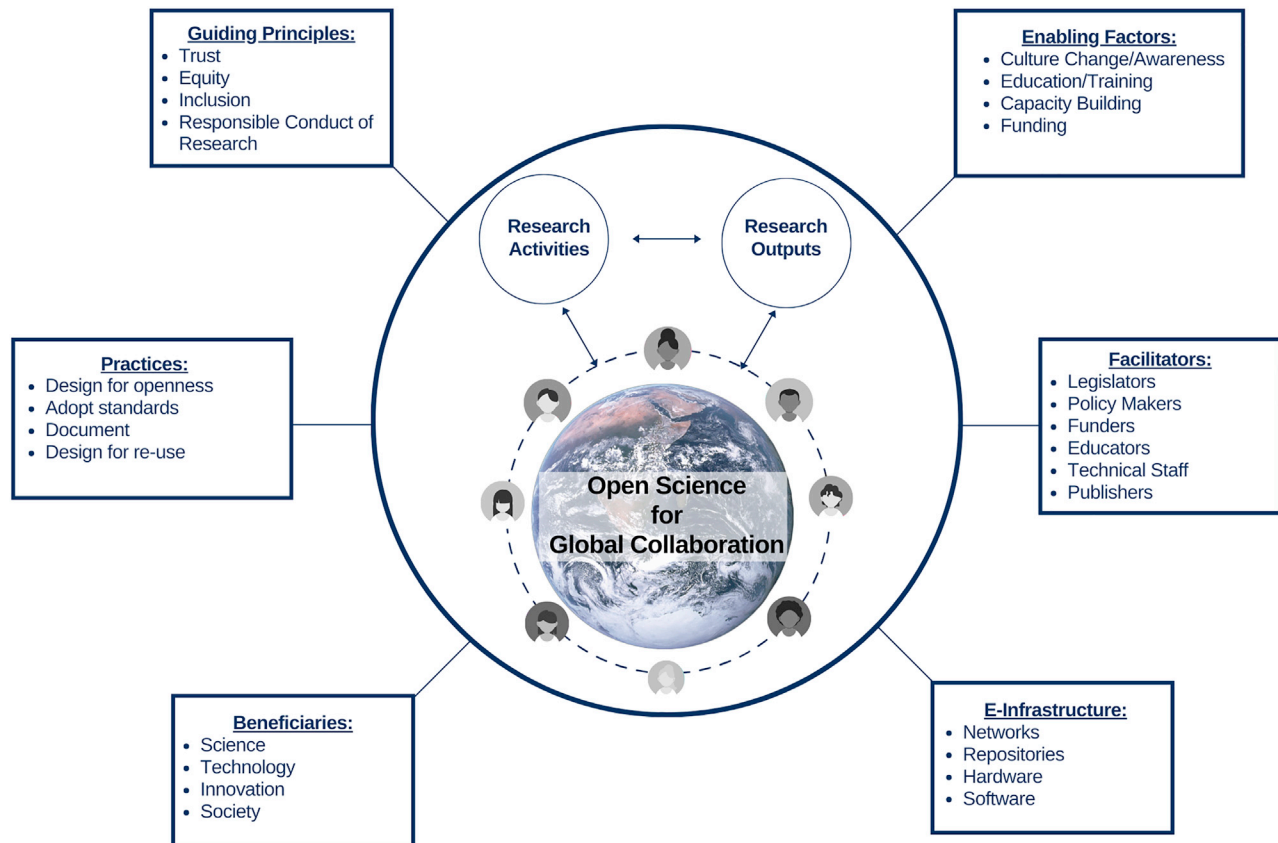 Guiding Principles:
• Trust
• Equity
• Inclusion
• Responsible Conduct of
Research
Enabling Factors:
• Culture Change/Awareness
• Education/Training
• Capacity Building
• Funding
Research
Activities
Research
Outputs
Practices:
• Design for openness
• Adopt standards
• Document
• Design for re-use
Facilitators:
• Legislators
• Policy Makers
• Funders
• Educators
• Technical Staff
• Publishers
Open Science
for
Global Collaboration
Beneficiaries:
• Science
• Technology
• Innovation
• Society
E-Infrastructure:
• Networks
• Repositories
• Hardware
• Software